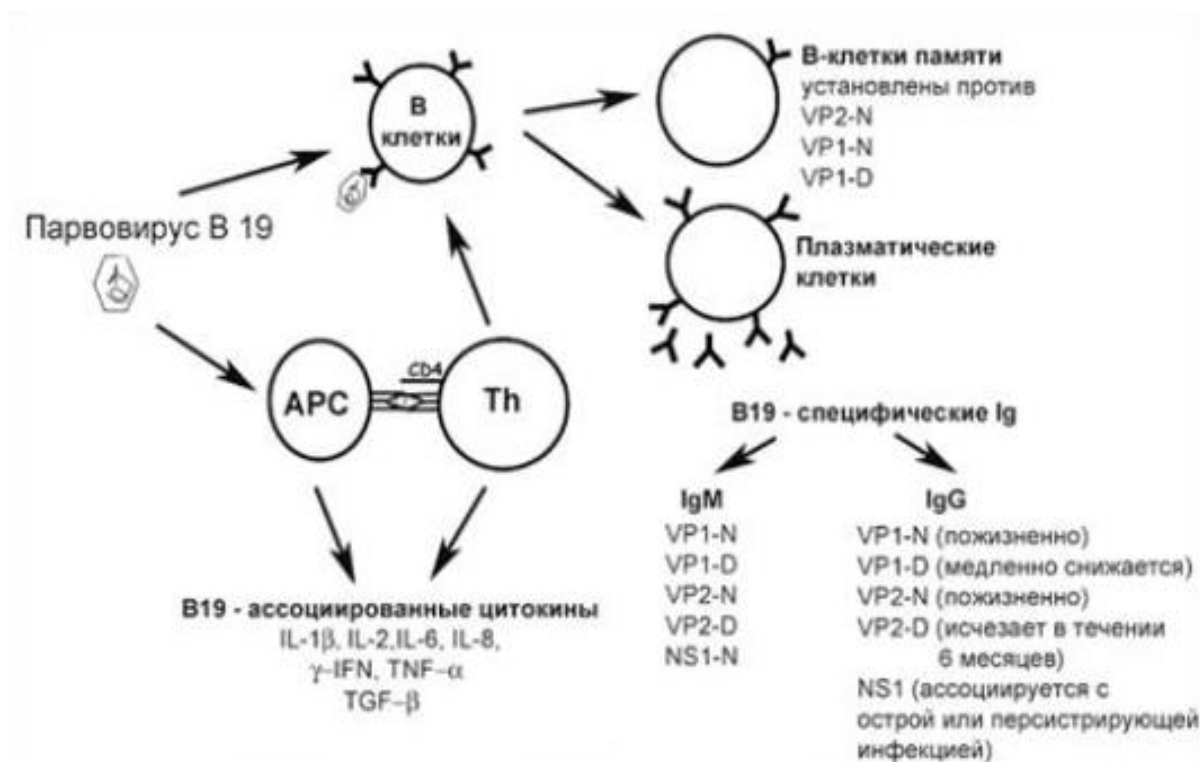 В
клетки
В-клетки памяти
установлены против
VP2-N
VP1-N
VP1-D
Парвовирус В 19
Плазматические
клетки
APC
CD4
Th
В19 - специфические Ig
IgM
VP1-N
VP1-D
VP2-N
VP2-D
NS1-N
IgG
VP1-N (пожизненно)
VP1-D (медленно снижается)
VP2-N (пожизненно)
VP2-D (исчезает в течении
6 месяцев)
NS1 (ассоциируется с
острой или персистрирующей
инфекцией)
В19 - ассоциированные цитокины
IL-1β, IL-2,IL-6, IL-8,
γ-IFN, TNF-α
TGF-β